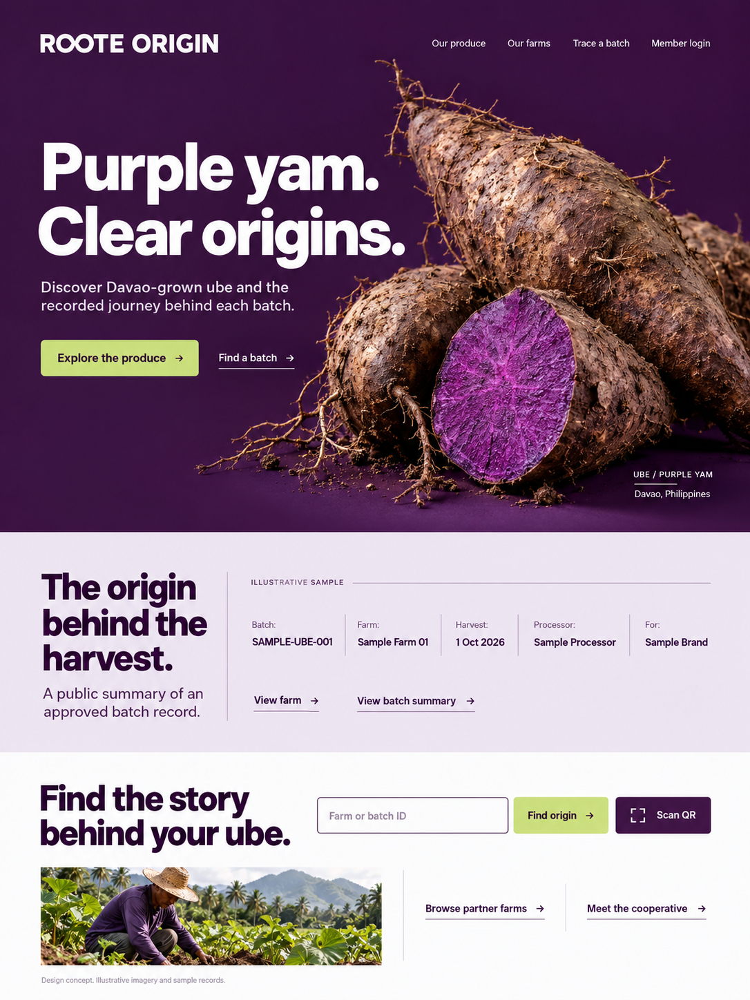 ROOTE ORIGIN
Our produce
Our farms
Trace a batch
Member login
Purple yam.
Clear origins.
Discover Davao-grown ube and the
recorded journey behind each batch.
Explore the produce →
Find a batch →
UBE / PURPLE YAM
Davao, Philippines
The origin
behind the
harvest.
A public summary of an
approved batch record.
ILLUSTRATIVE SAMPLE
Batch:
SAMPLE-UBE-001
Farm:
Sample Farm 01
Harvest:
1 Oct 2026
Processor:
Sample Processor
For:
Sample Brand
View farm →
View batch summary →
Find the story
behind your ube.
Farm or batch ID
Find origin →
Scan QR
Browse partner farms →
Meet the cooperative →
Design concept. Illustrative imagery and sample records.